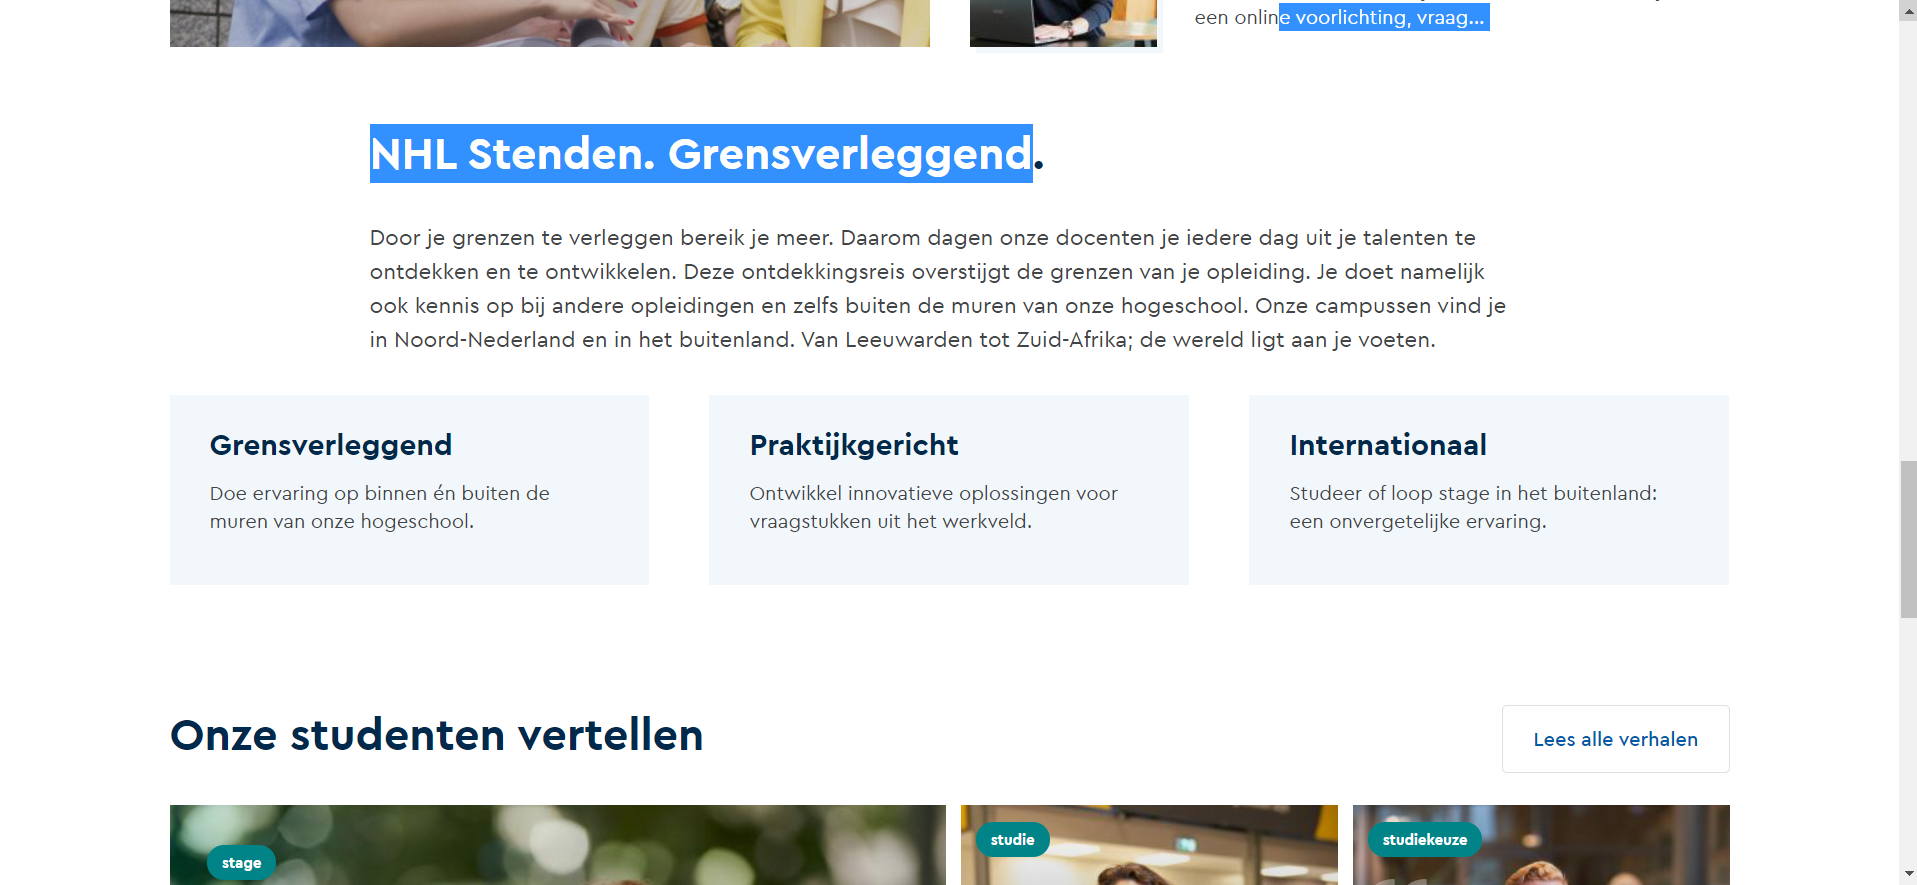 een online voorlichting, vraag...
NHL Stenden. Grensverleggend.
Door je grenzen te verleggen bereik je meer. Daarom dagen onze docenten je iedere dag uit je talenten te
ontdekken en te ontwikkelen. Deze ontdekkingsreis overstijgt de grenzen van je opleiding. Je doet namelijk
ook kennis op bij andere opleidingen en zelfs buiten de muren van onze hogeschool. Onze campussen vind je
in Noord-Nederland en in het buitenland. Van Leeuwarden tot Zuid-Afrika; de wereld ligt aan je voeten.
Grensverleggend
Doe ervaring op binnen én buiten de
muren van onze hogeschool.
Praktijkgericht
Ontwikkel innovatieve oplossingen voor
vraagstukken uit het werkveld.
Internationaal
Studeer of loop stage in het buitenland:
een onvergetelijke ervaring.
Onze studenten vertellen
Lees alle verhalen
stage
studie
studiekeuze